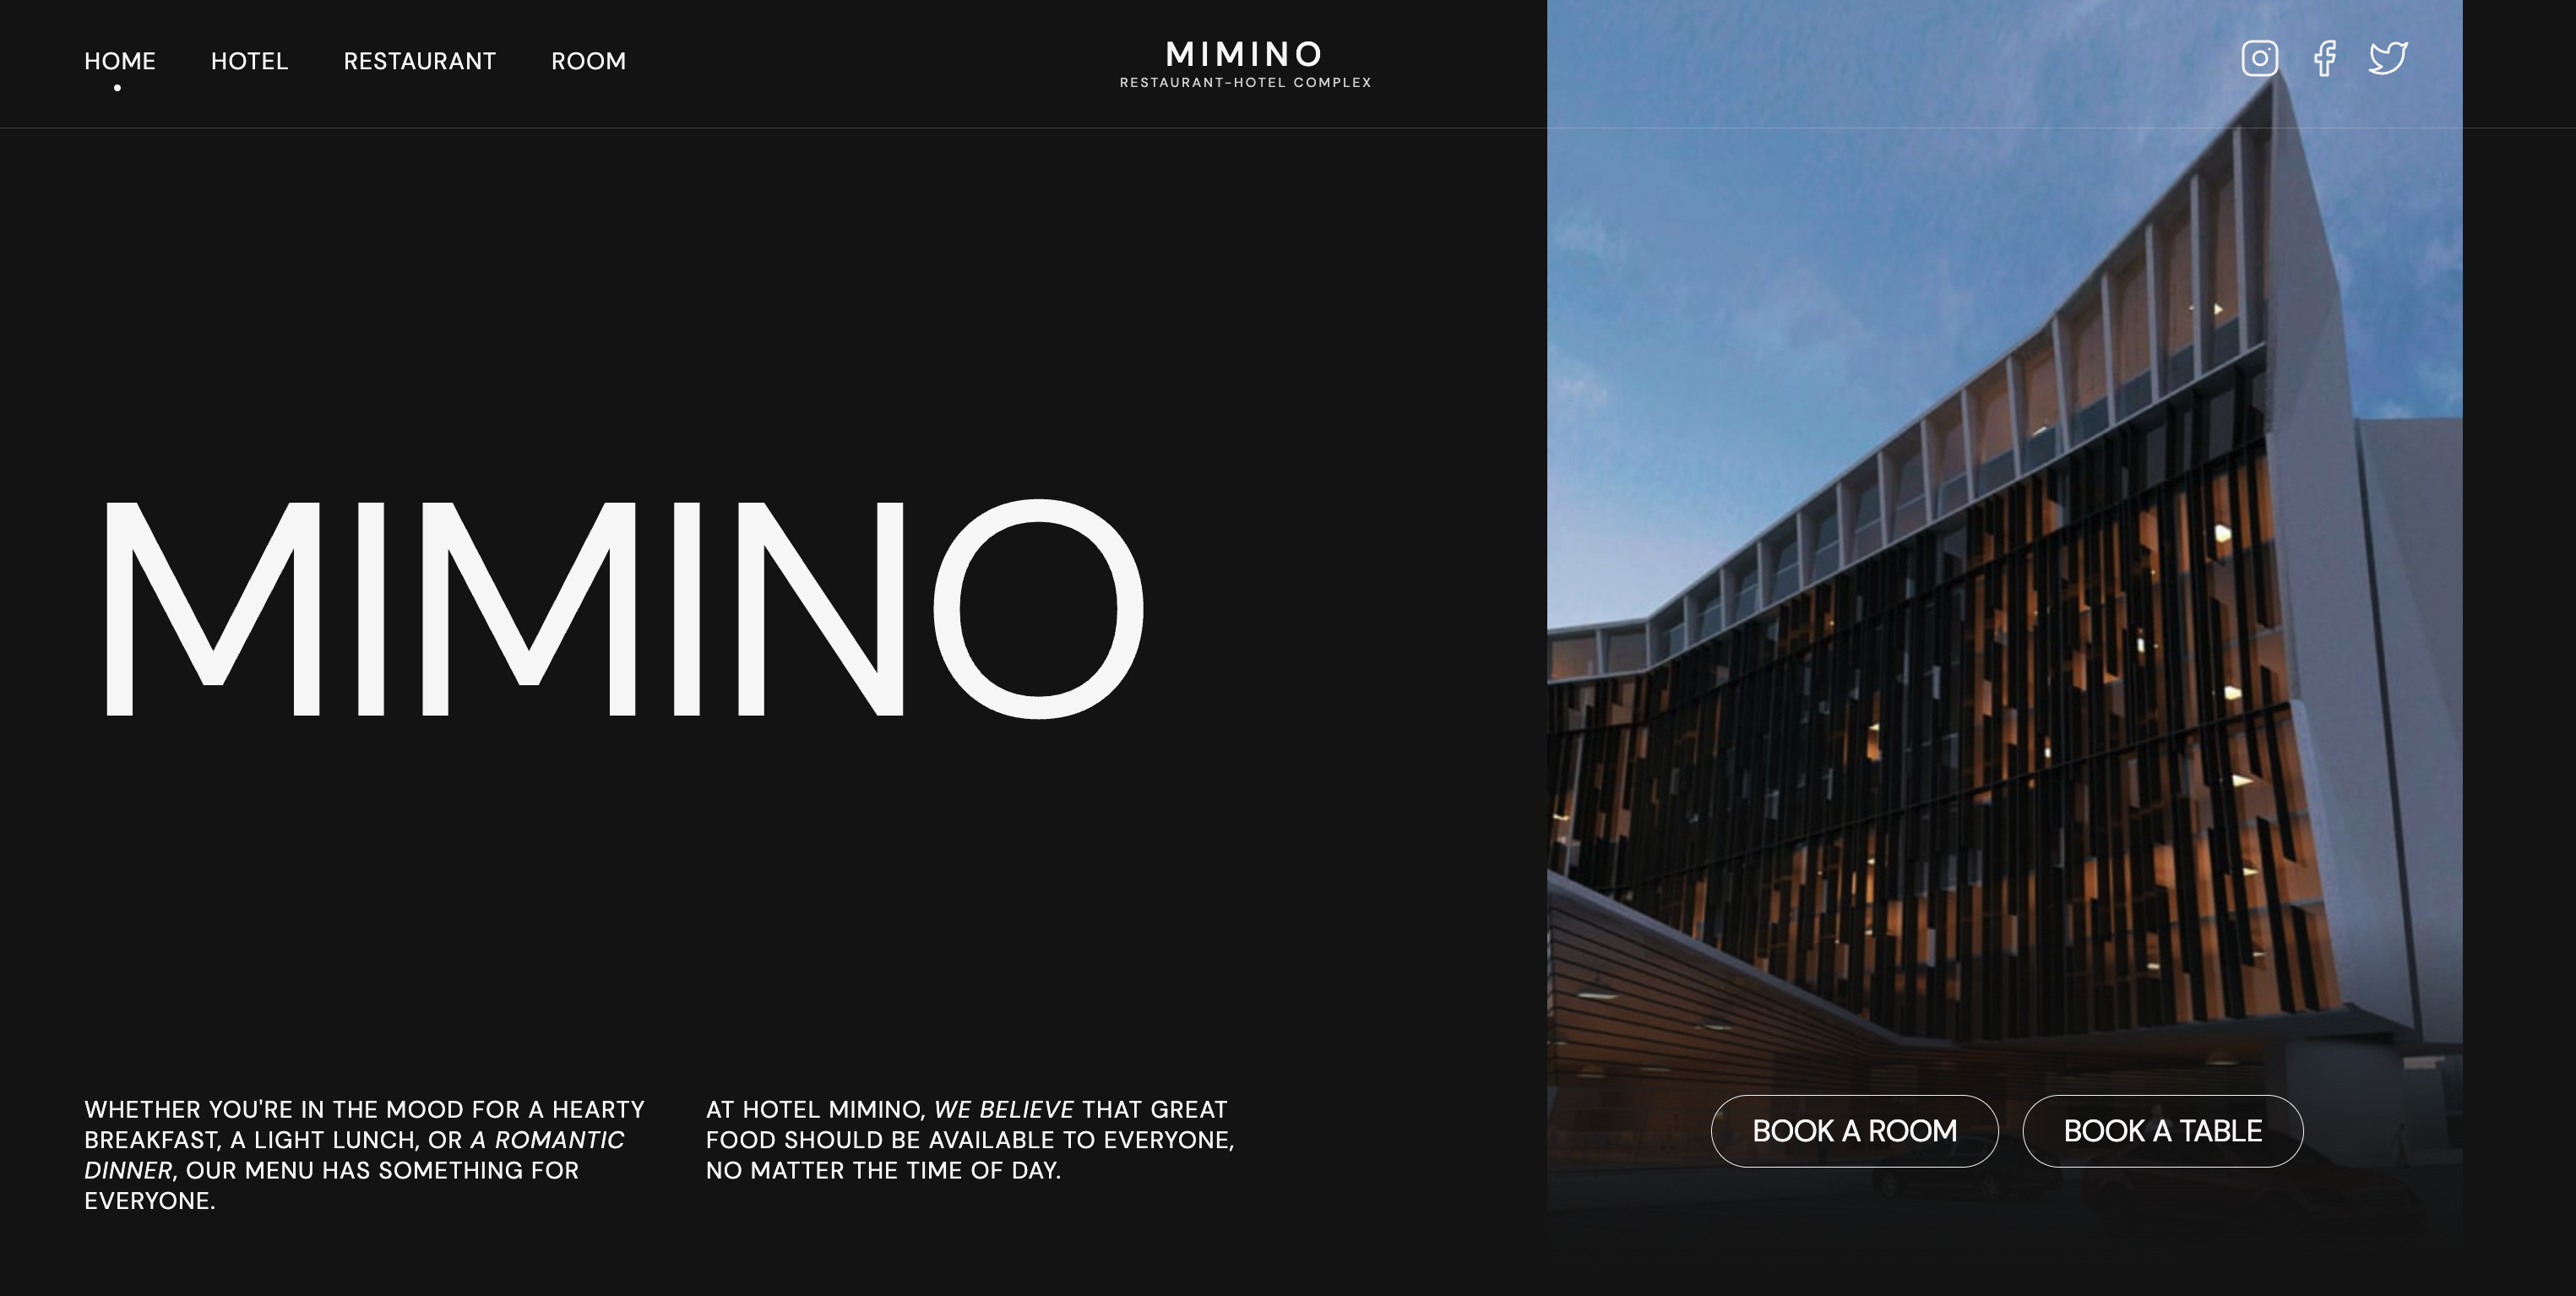 HOME HOTEL RESTAURANT ROOM
MIMINO
RESTAURANT-HOTEL COMPLEX
MIMINO
WHETHER YOU'RE IN THE MOOD FOR A HEARTY
BREAKFAST, A LIGHT LUNCH, OR A ROMANTIC
DINNER, OUR MENU HAS SOMETHING FOR
EVERYONE.
AT HOTEL MIMINO, WE BELIEVE THAT GREAT
FOOD SHOULD BE AVAILABLE TO EVERYONE,
NO MATTER THE TIME OF DAY.
BOOK A ROOM
BOOK A TABLE